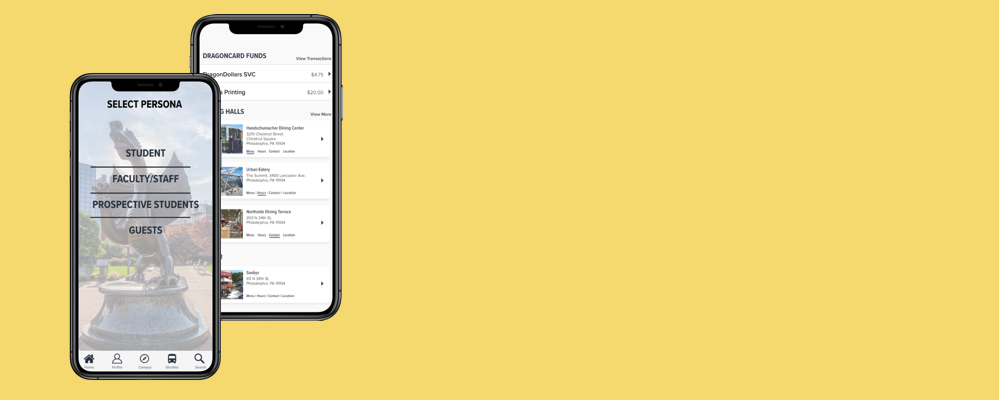 SELECT PERSONA
STUDENT
FACULTY/STAFF
PROSPECTIVE STUDENTS
GUESTS
Home Profile Campus Shuttles Search
DRAGONCARD FUNDS
View Transactions
DragonDollars SVC $4.75
Printing $20.00
HALLS
View More
Handschumacher Dining Center
3210 Chestnut Street
Chestnut Square
Philadelphia, PA 19104
Menu Hours Contact Location
Urban Eatery
The Summit, 3400 Lancaster Ave.
Philadelphia, PA 19104
Menu / Hours / Contact / Location
Northside Dining Terrace
203 N 34th St.
Philadelphia, PA 19104
Menu Hours Contact Location
Saxbys
65 N 34th St.
Philadelphia, PA 19104
Menu / Hours / Contact / Location